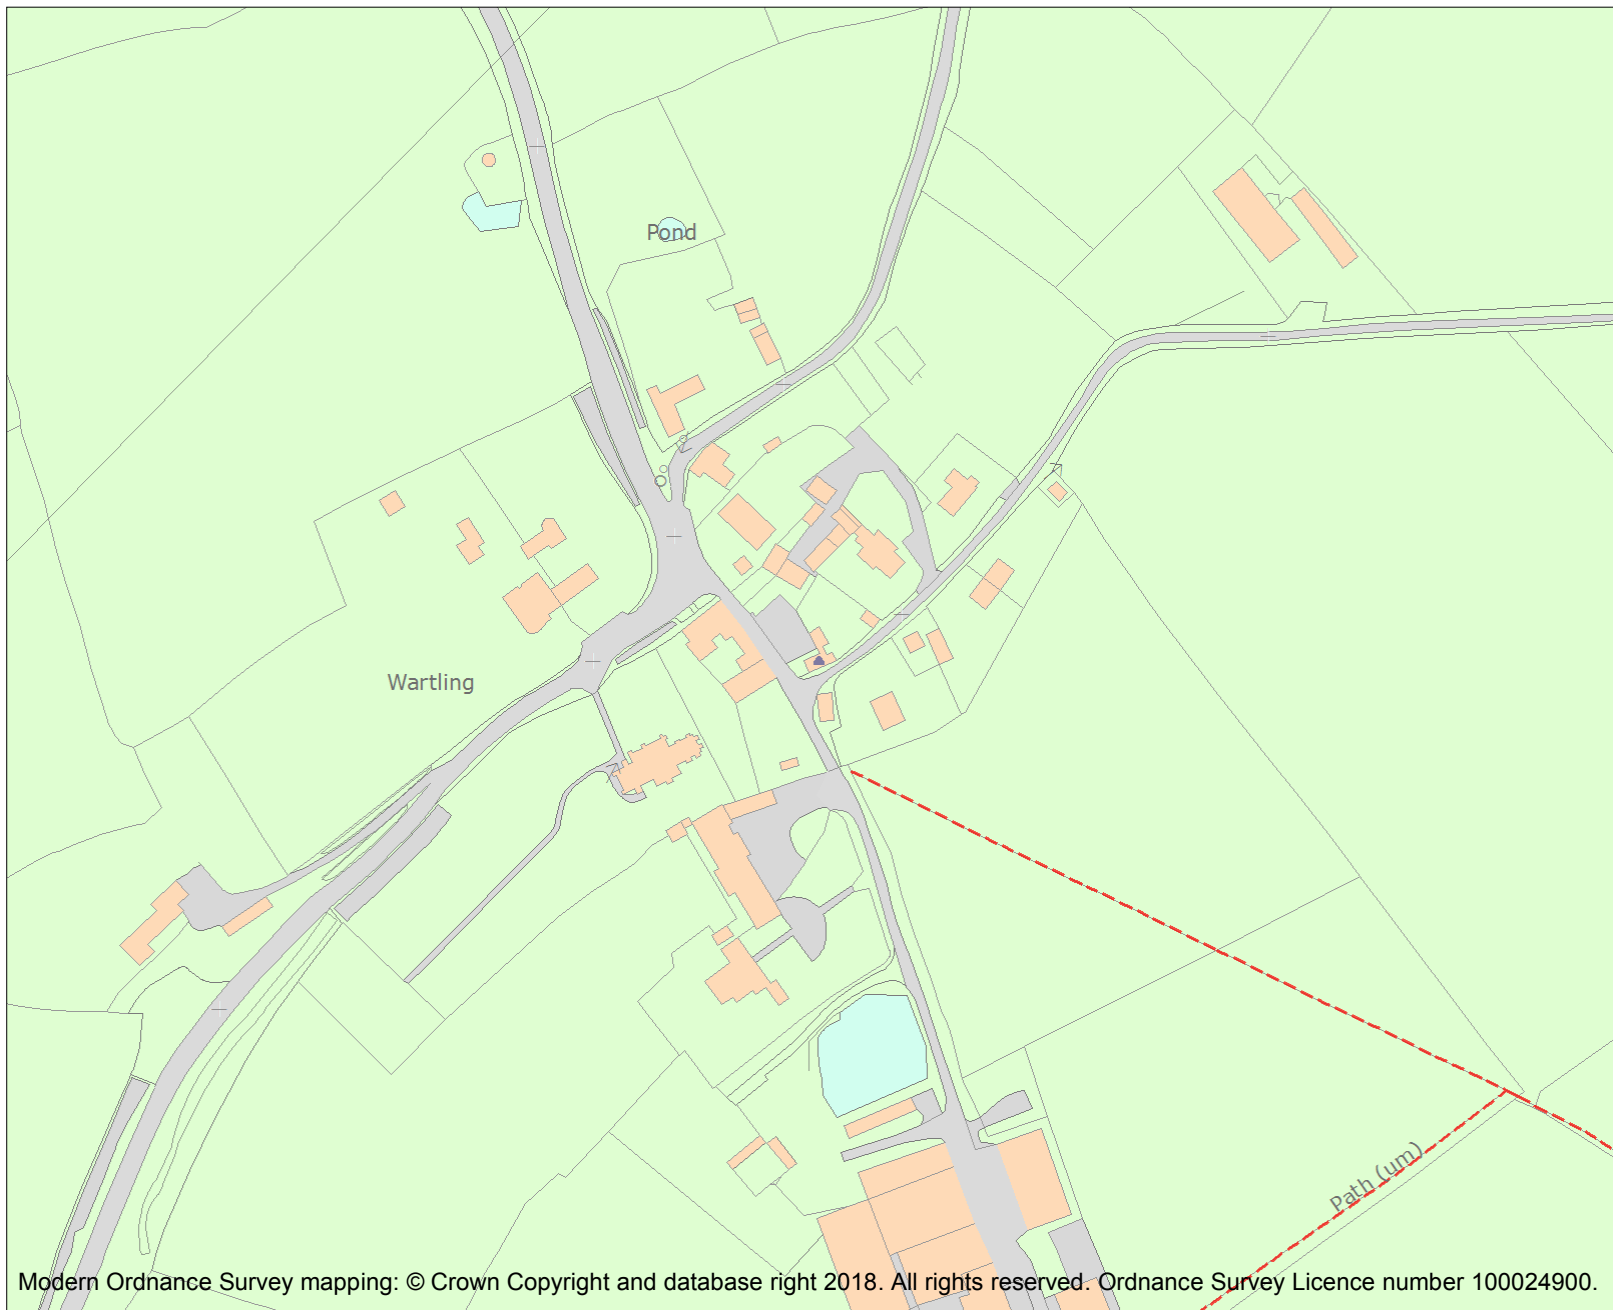 Pond
Wartling
Path (um)
Modern Ordnance Survey mapping: © Crown Copyright and database right 2018. All rights reserved. Ordnance Survey Licence number 100024900.